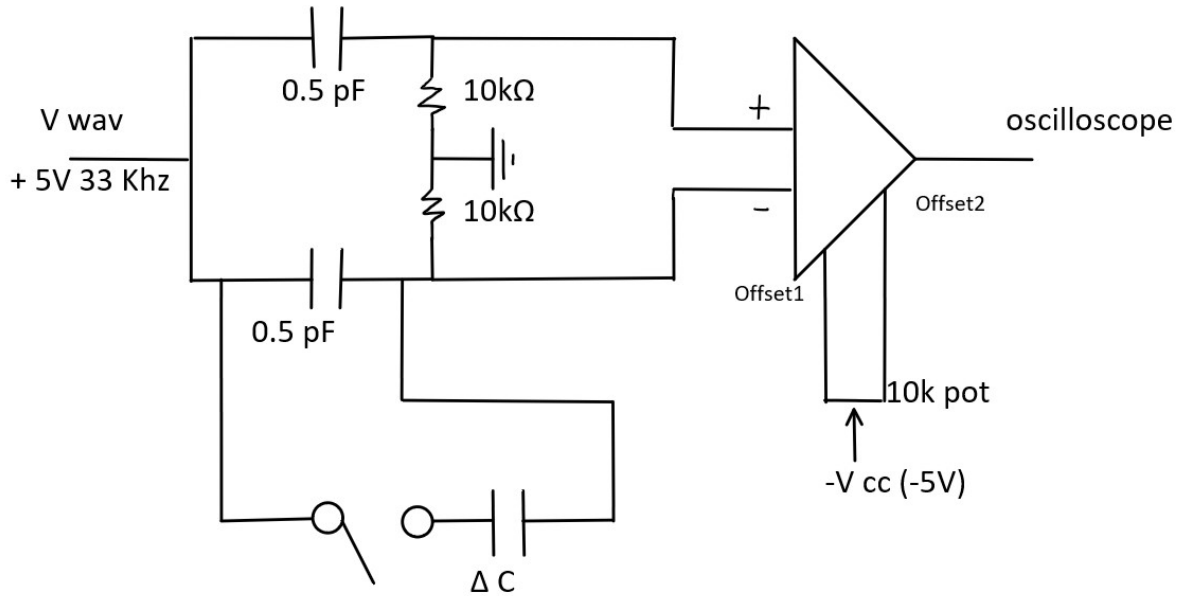 0.5 pF
10kΩ
V wav
+ 5V 33 Khz
10kΩ
0.5 pF
+
-
oscilloscope
Offset2
Offset1
10k pot
-V cc (-5V)
Δ C